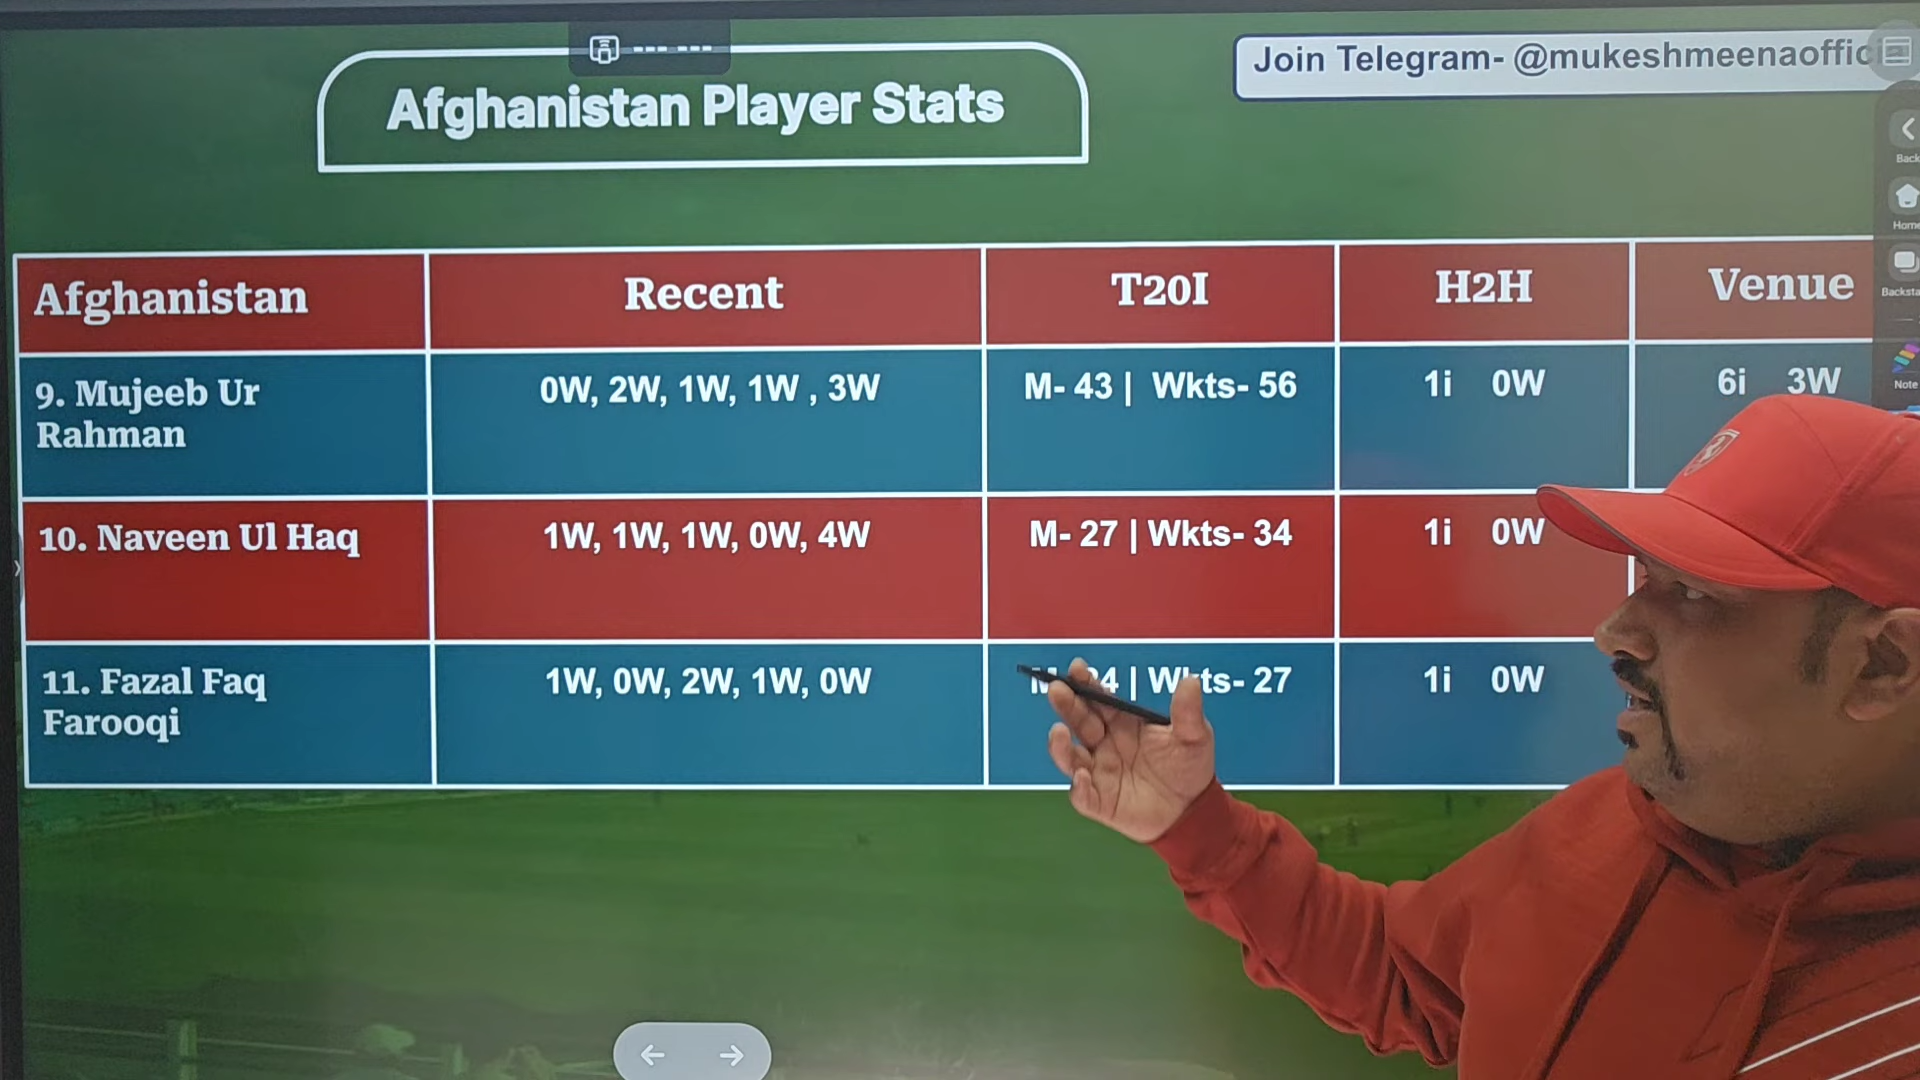 Afghanistan Player Stats
Join Telegram- @mukeshmeenaoffici
Back
Home
Afghanistan Recent T20I H2H Venue
9. Mujeeb Ur
Rahman
0W, 2W, 1W, 1W , 3W M- 43 | Wkts- 56 1i 0W 6i 3W
Note
10. Naveen Ul Haq 1W, 1W, 1W, 0W, 4W M- 27 | Wkts- 34 1i 0W
11. Fazal Faq
Farooqi
1W, 0W, 2W, 1W, 0W | Wkts- 27 1i 0W